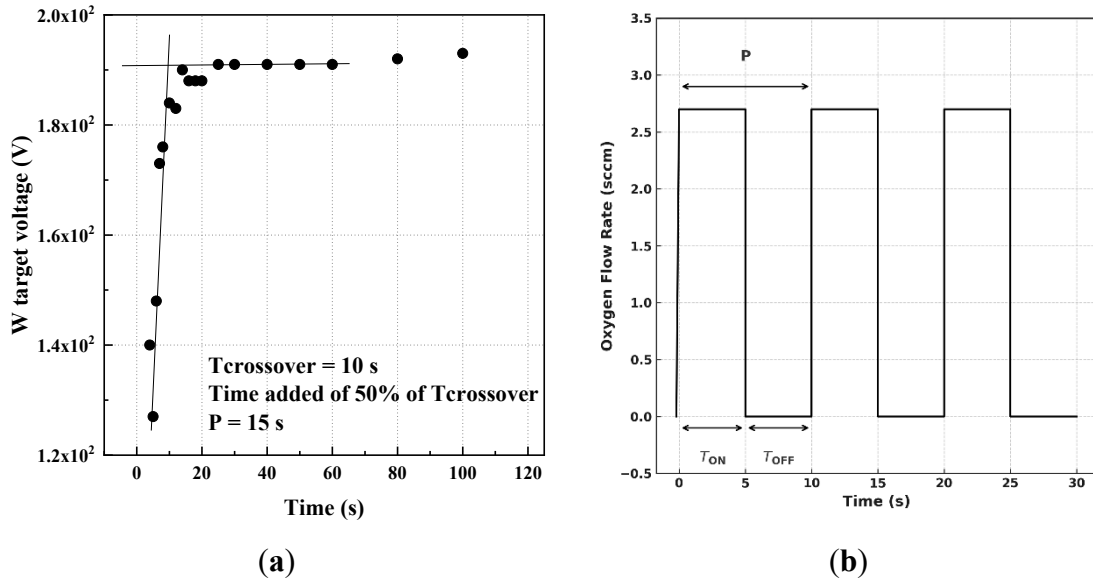 2.0x10²
1.8x10²
1.6x10²
1.4x10²
1.2x10²
W target voltage (V)
Tcrossover = 10 s
Time added of 50% of Tcrossover
P = 15 s
0 20 40 60 80 100 120
Time (s)
(a)
3.5
3.0
2.5
2.0
1.5
1.0
0.5
0.0
−0.5
Oxygen Flow Rate (sccm)
P
TON TOFF
0 5 10 15 20 25 30
Time (s)
(b)